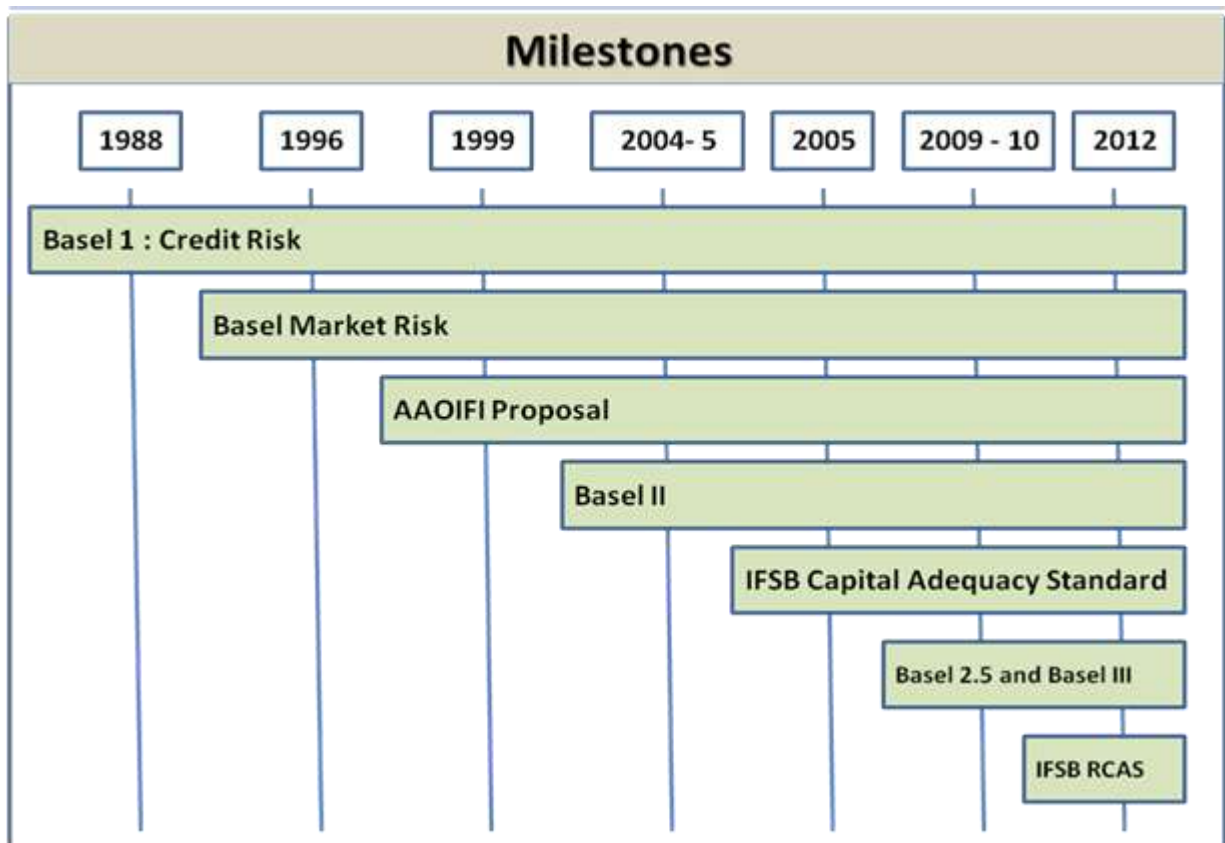 Milestones
1988
1996
1999
2004- 5
2005
2009 - 10
2012
Basel 1 : Credit Risk
Basel Market Risk
AAOIFI Proposal
Basel II
IFSB Capital Adequacy Standard
Basel 2.5 and Basel III
IFSB RCAS